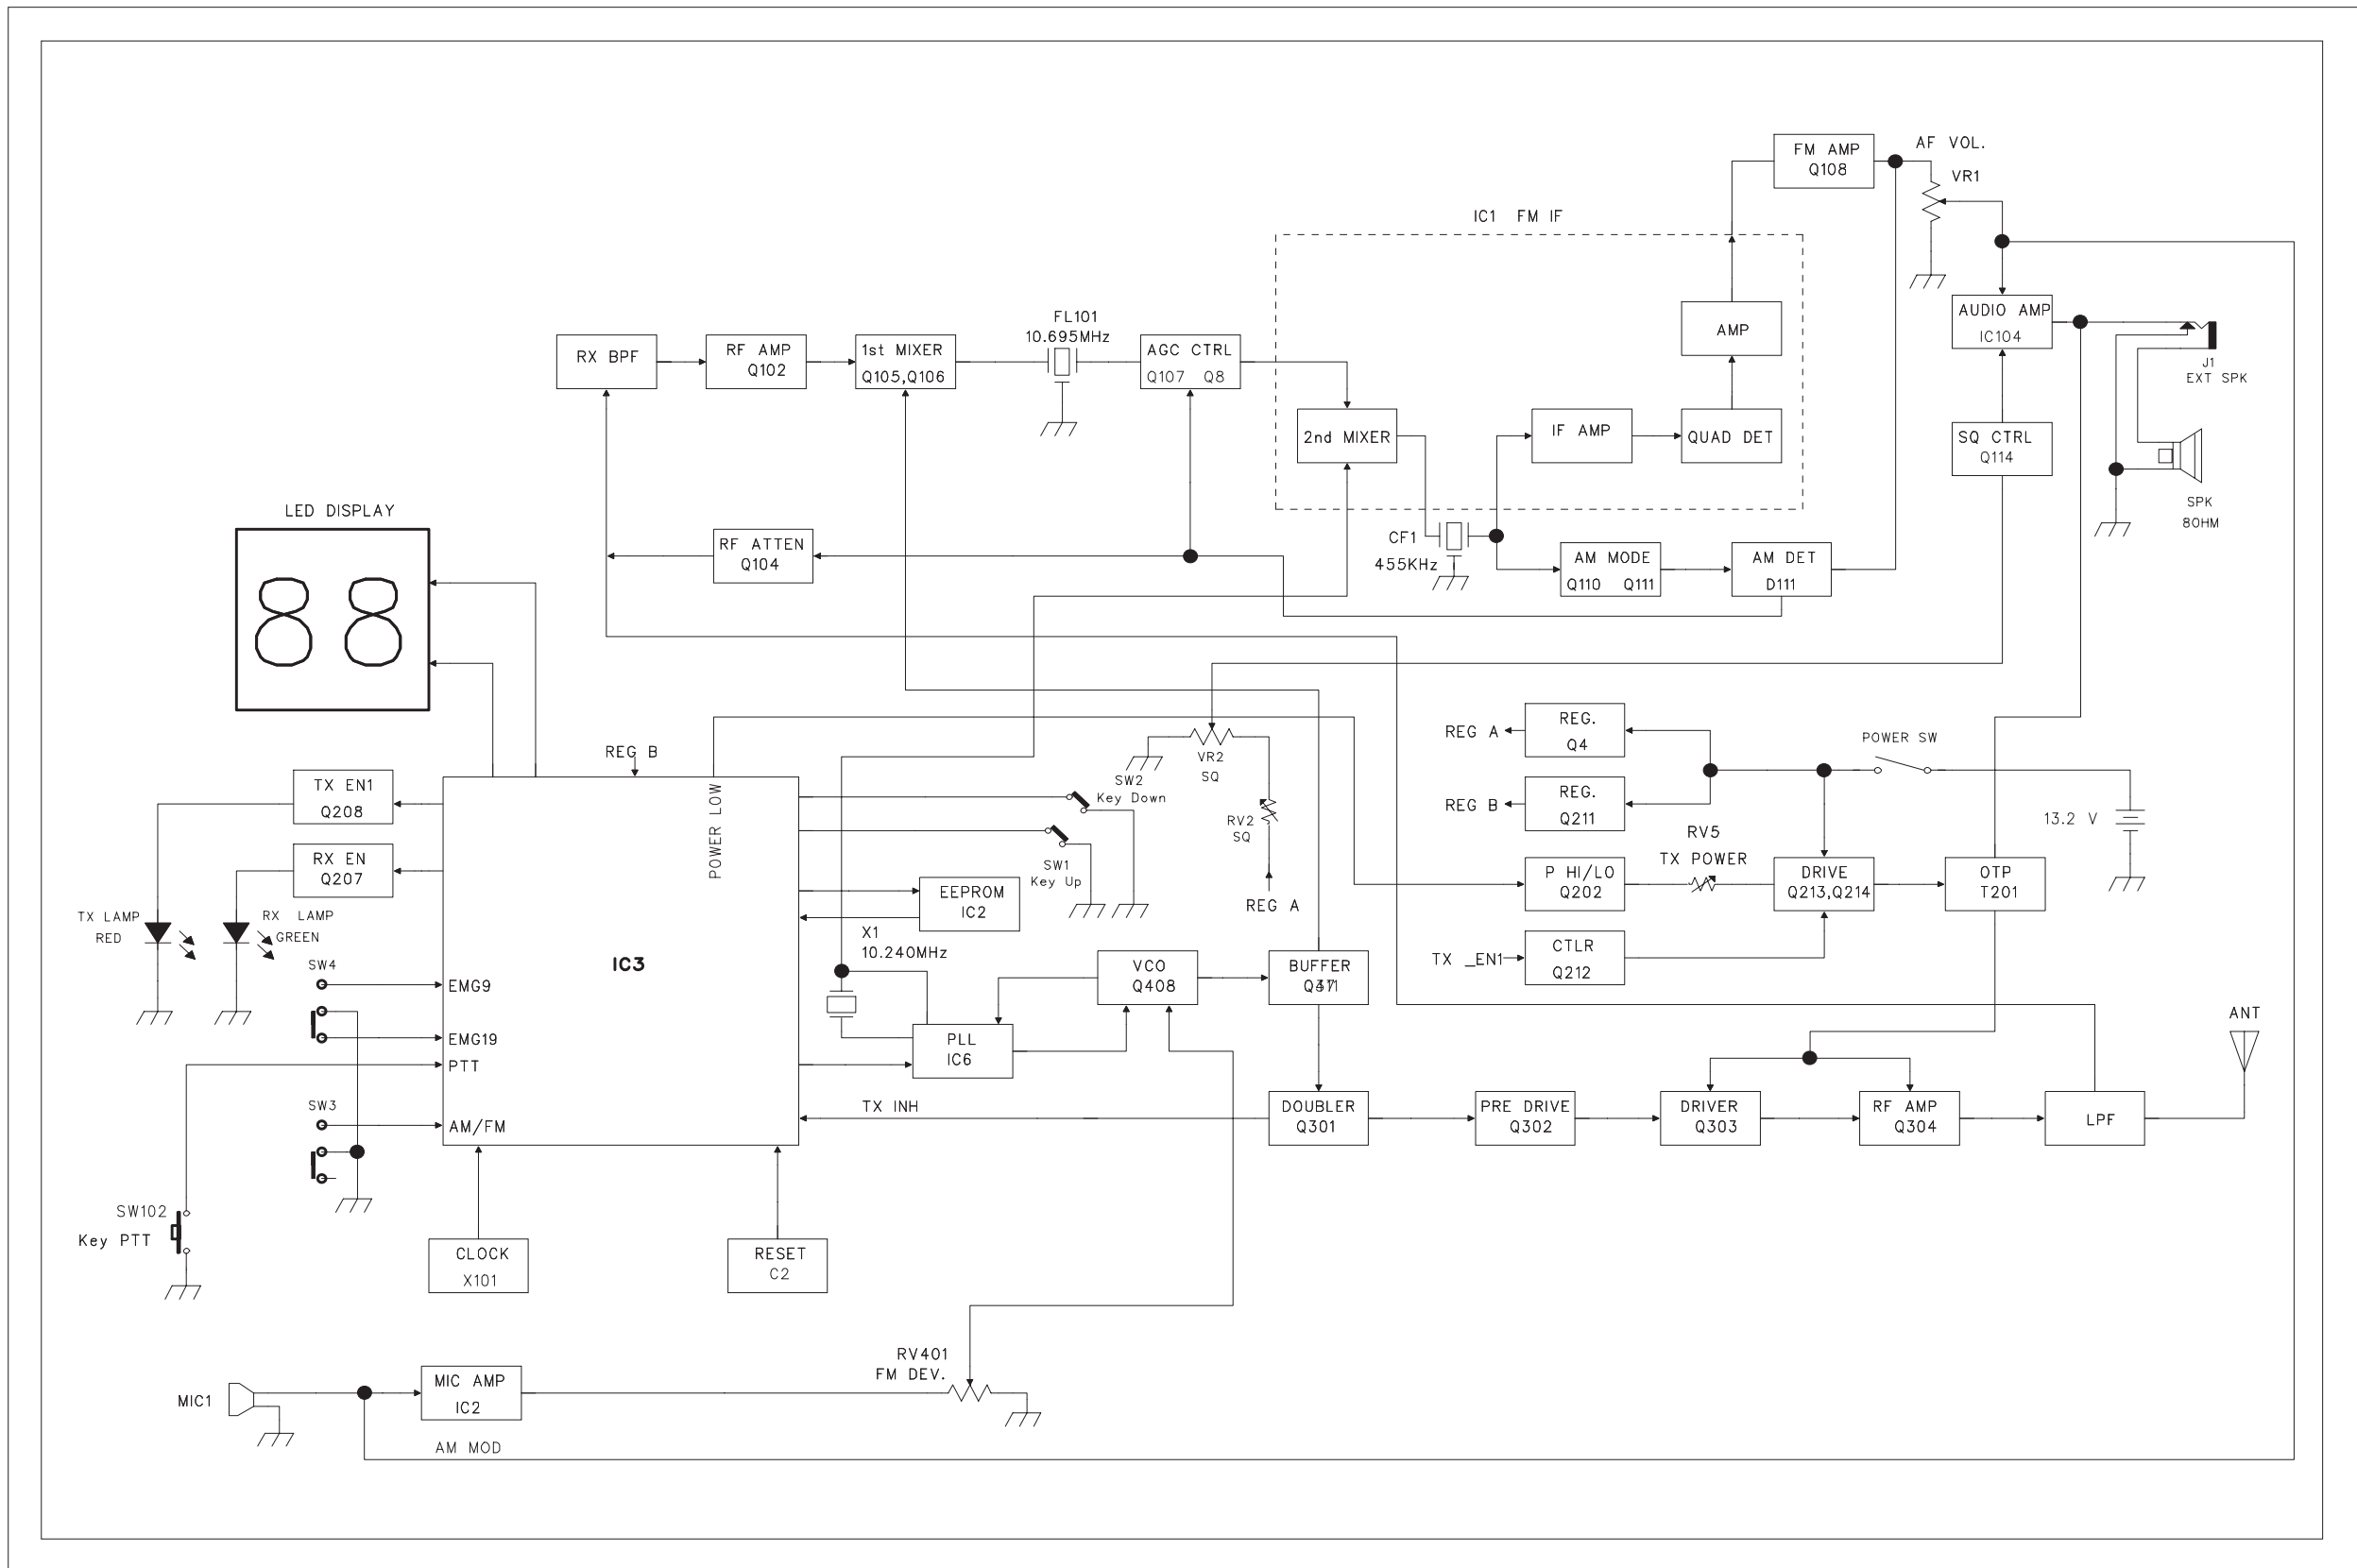 FM AMP
Q108
AF VOL.
VR1
IC1 FM IF
AUDIO AMP
IC104
J1
EXT SPK
FL101
10.695MHz
RX BPF
RF AMP
Q102
1st MIXER
Q105,Q106
AGC CTRL
Q107 Q8
AMP
2nd MIXER
IF AMP
QUAD DET
SQ CTRL
Q114
SPK
8OHM
LED DISPLAY
88
RF ATTEN
Q104
CF1
455KHz
AM MODE
Q110 Q111
AM DET
D111
REG A
REG.
Q4
POWER SW
REG B
REG.
Q211
13.2 V
REG B
VR2
SQ
SW2
Key Down
RV2
SQ
SW1
Key Up
REG A
TX EN1
Q208
RX EN
Q207
POWER LOW
RV5
TX POWER
P HI/LO
Q202
DRIVE
Q213,Q214
OTP
T201
TX LAMP
RED
RX LAMP
GREEN
EEPROM
IC2
X1
10.240MHz
TX _EN1
CTLR
Q212
IC3
SW4
EMG9
EMG19
PTT
SW3
AM/FM
VCO
Q408
BUFFER
PLL
IC6
ANT
TX INH
DOUBLER
Q301
PRE DRIVE
Q302
DRIVER
Q303
RF AMP
Q304
LPF
SW102
Key PTT
CLOCK
X101
RESET
C2
RV401
FM DEV.
MIC1
MIC AMP
IC2
AM MOD